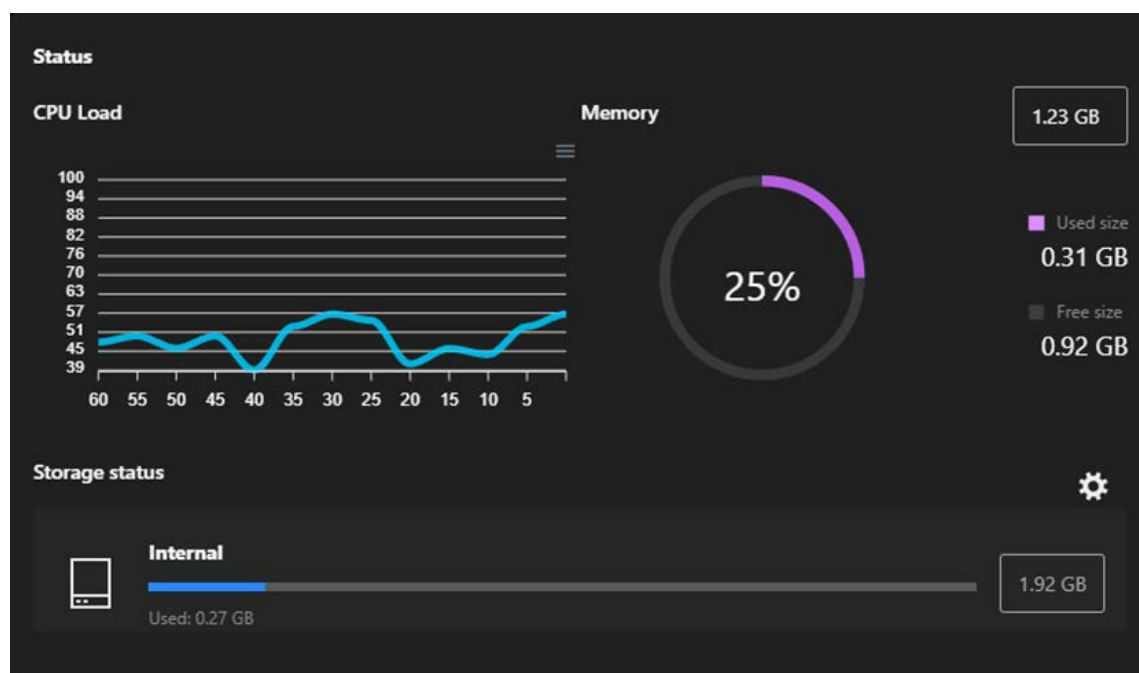 Status
CPU Load
100
94
88
82
76
70
63
57
51
45
39
60 55 50 45 40 35 30 25 20 15 10 5
Memory
1.23 GB
25%
Used size
0.31 GB
Free size
0.92 GB
Storage status
Internal
Used: 0.27 GB
1.92 GB